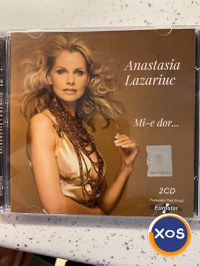 Anastasia
Lazariuc
Mi-e dor...
2CD
Eurostar
XOS